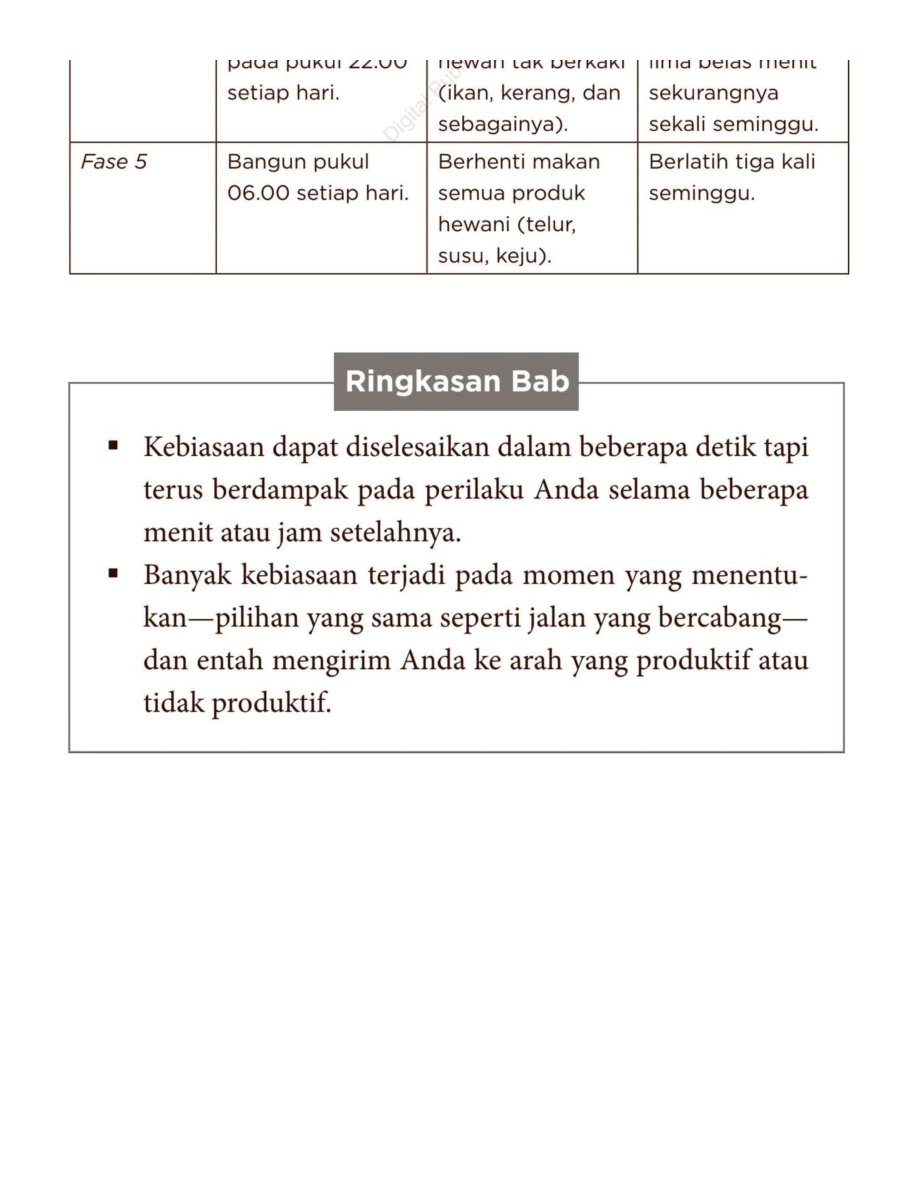 pada pukul 22.00
setiap hari.
hewan tak berkaki
(ikan, kerang, dan
sebagainya).
lima belas menit
sekurangnya
sekali seminggu.
Fase 5
Bangun pukul
06.00 setiap hari.
Berhenti makan
semua produk
hewani (telur,
susu, keju).
Berlatih tiga kali
seminggu.
Digital Pub
Ringkasan Bab
▪ Kebiasaan dapat diselesaikan dalam beberapa detik tapi
terus berdampak pada perilaku Anda selama beberapa
menit atau jam setelahnya.
▪ Banyak kebiasaan terjadi pada momen yang menentu-
kan—pilihan yang sama seperti jalan yang bercabang—
dan entah mengirim Anda ke arah yang produktif atau
tidak produktif.